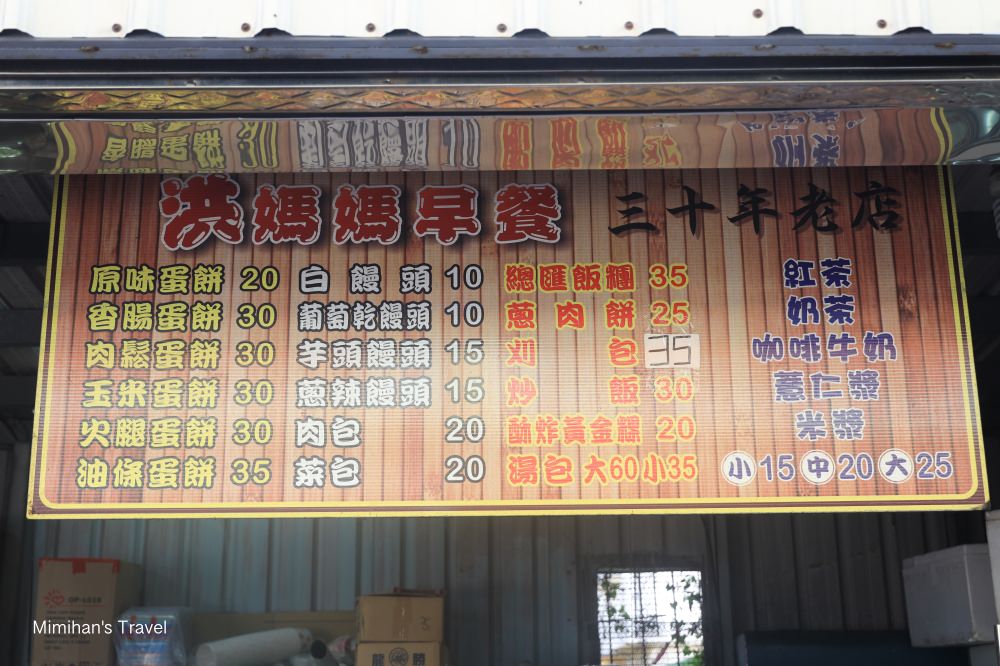 洪媽媽早餐 三十年老店
原味蛋餅 20 白饅頭 10 總匯飯糰 35 紅茶
香腸蛋餅 30 葡萄乾饅頭 10 蔥肉餅 25 奶茶
肉鬆蛋餅 30 芋頭饅頭 15 刈包 35 咖啡牛奶
玉米蛋餅 30 蔥辣饅頭 15 炒飯 30 薏仁漿
火腿蛋餅 30 肉包 20 酥炸黃金粿 20 米漿
油條蛋餅 35 菜包 20 湯包 大60小35 小15中20大25
龍 勝
Mimihan's Travel